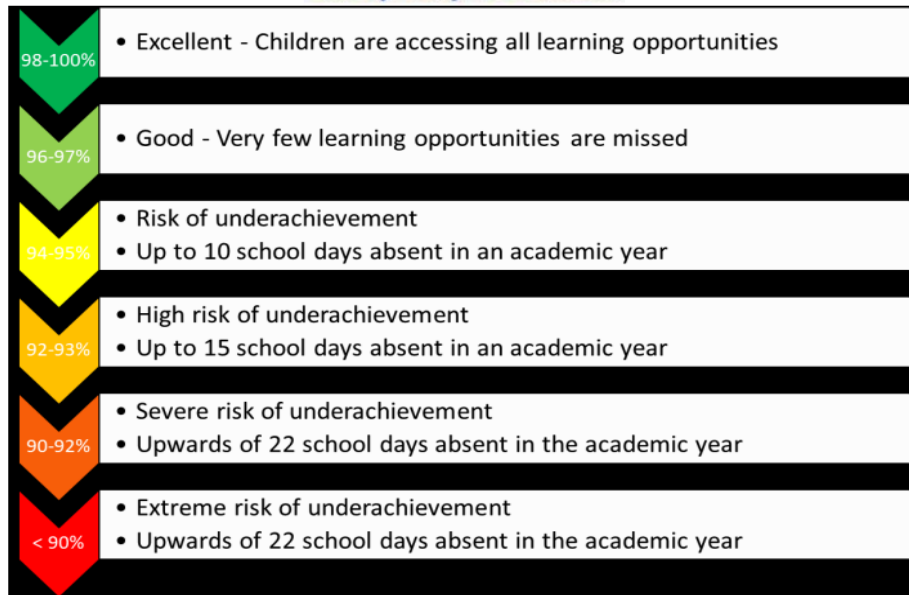 98-100%
• Excellent - Children are accessing all learning opportunities
96-97%
• Good - Very few learning opportunities are missed
94-95%
• Risk of underachievement
• Up to 10 school days absent in an academic year
92-93%
• High risk of underachievement
• Up to 15 school days absent in an academic year
90-92%
• Severe risk of underachievement
• Upwards of 22 school days absent in the academic year
< 90%
• Extreme risk of underachievement
• Upwards of 22 school days absent in the academic year